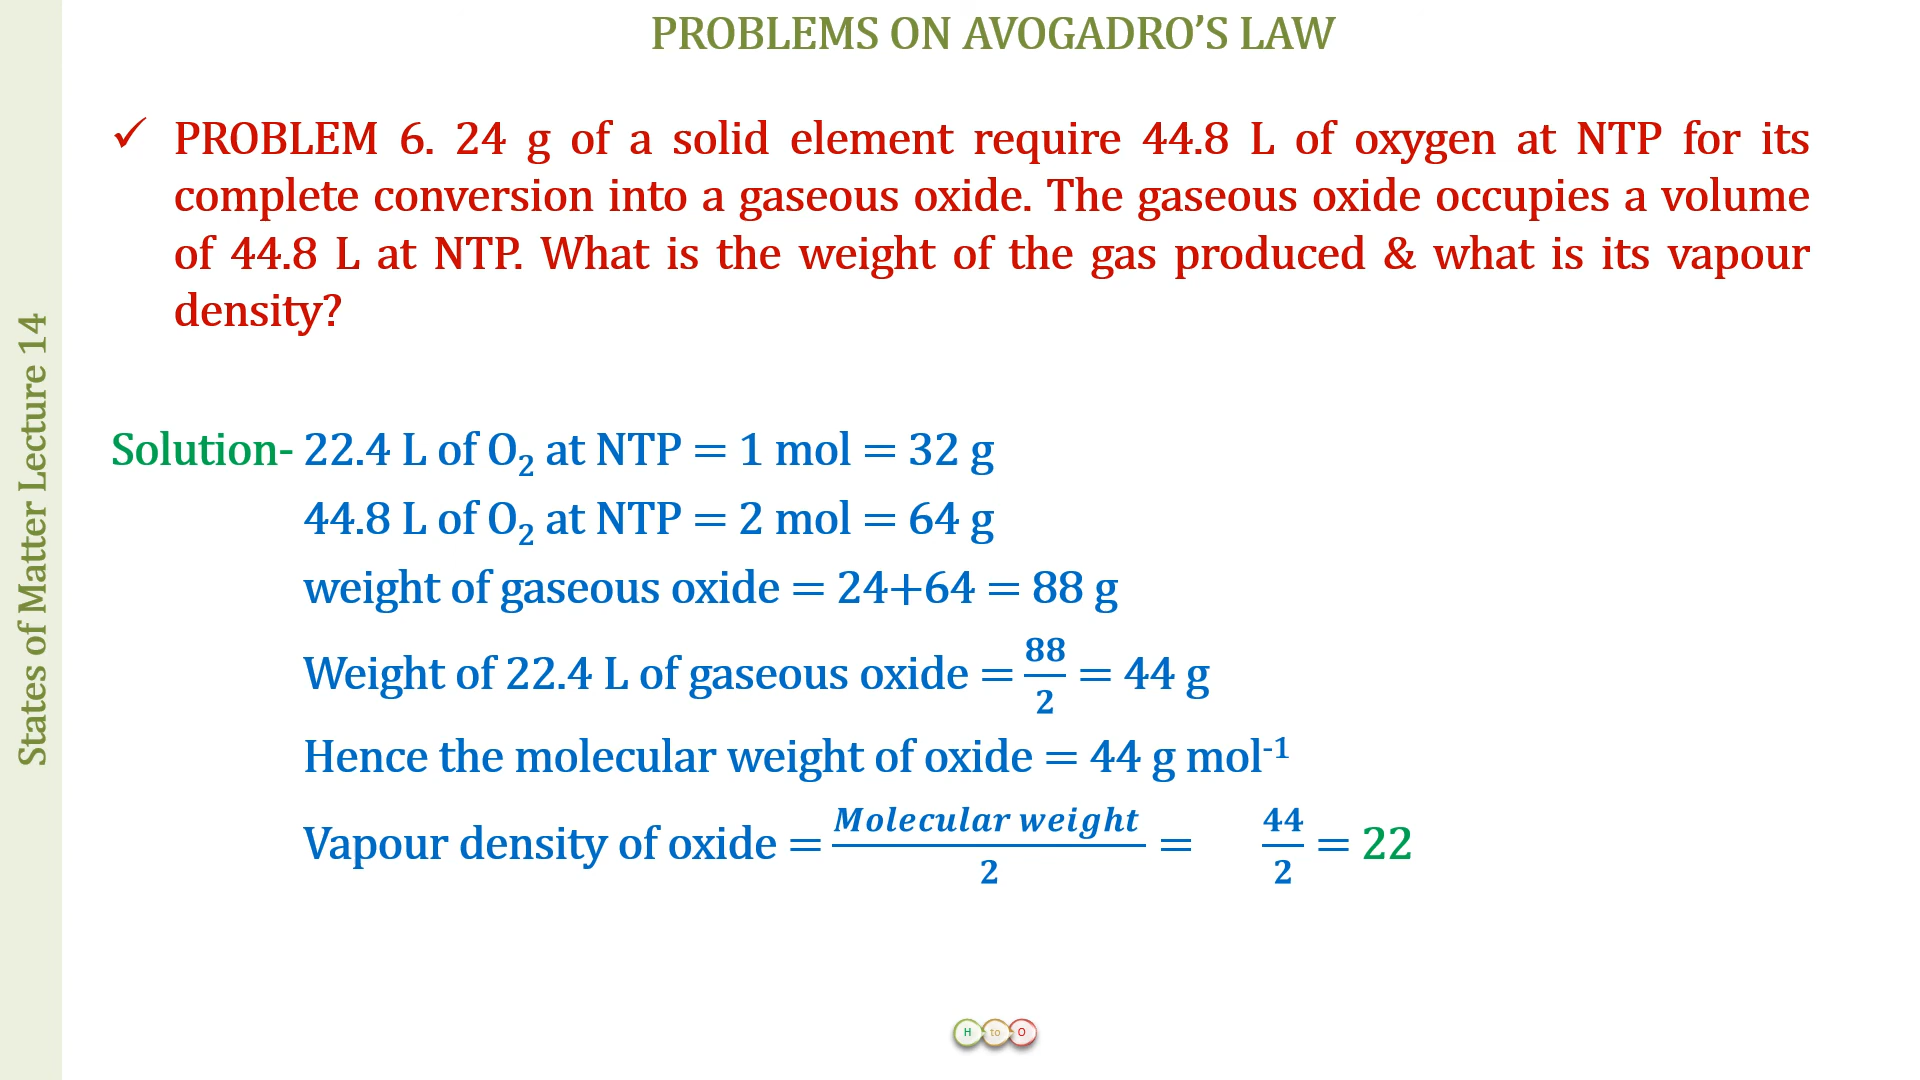 PROBLEMS ON AVOGADRO’S LAW
✓ PROBLEM 6. 24 g of a solid element require 44.8 L of oxygen at NTP for its
complete conversion into a gaseous oxide. The gaseous oxide occupies a volume
of 44.8 L at NTP. What is the weight of the gas produced & what is its vapour
density?
States of Matter Lecture 14
Solution- 22.4 L of O₂ at NTP = 1 mol = 32 g
44.8 L of O₂ at NTP = 2 mol = 64 g
weight of gaseous oxide = 24+64 = 88 g
Weight of 22.4 L of gaseous oxide = 88/2 = 44 g
Hence the molecular weight of oxide = 44 g mol⁻¹
Vapour density of oxide = Molecular weight/2 = 44/2 = 22
H to O